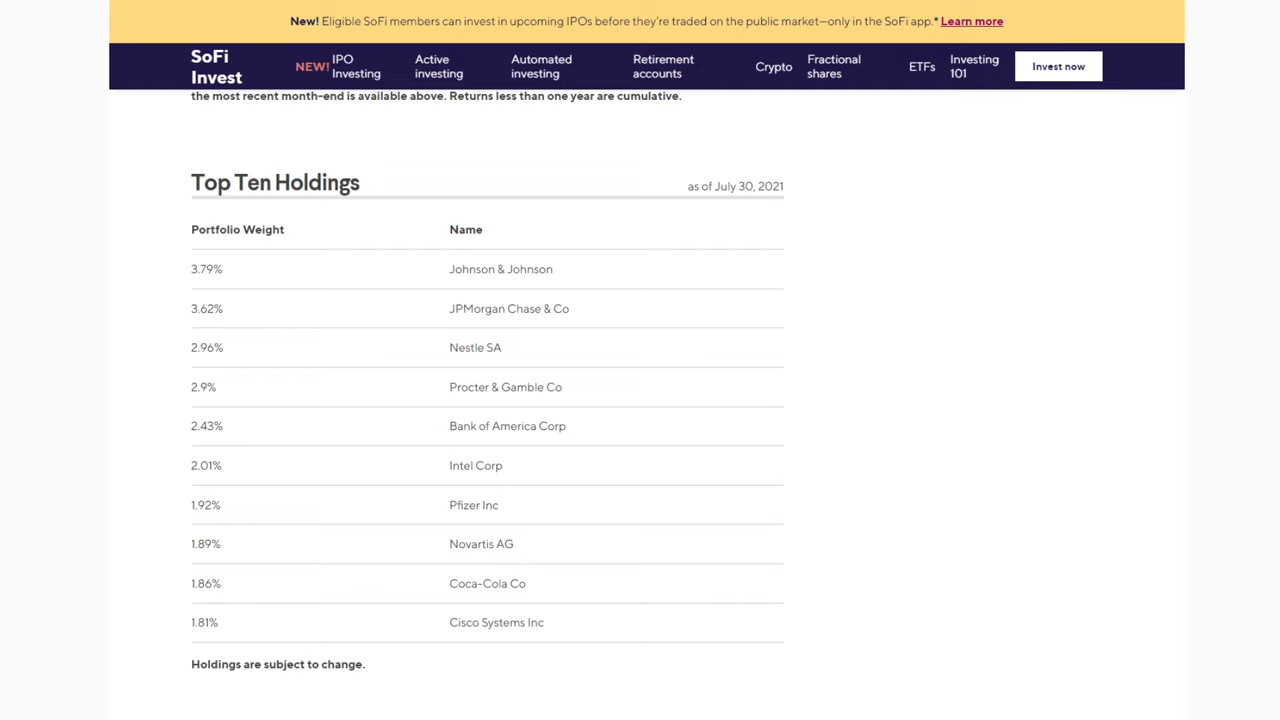 New! Eligible SoFi members can invest in upcoming IPOs before they're traded on the public market—only in the SoFi app.* Learn more
SoFi Invest
NEW! IPO Investing
Active investing
Automated investing
Retirement accounts
Crypto
Fractional shares
ETFs
Investing 101
Invest now
the most recent month-end is available above. Returns less than one year are cumulative.
Top Ten Holdings as of July 30, 2021
Portfolio Weight Name
3.79% Johnson & Johnson
3.62% JPMorgan Chase & Co
2.96% Nestle SA
2.9% Procter & Gamble Co
2.43% Bank of America Corp
2.01% Intel Corp
1.92% Pfizer Inc
1.89% Novartis AG
1.86% Coca-Cola Co
1.81% Cisco Systems Inc
Holdings are subject to change.